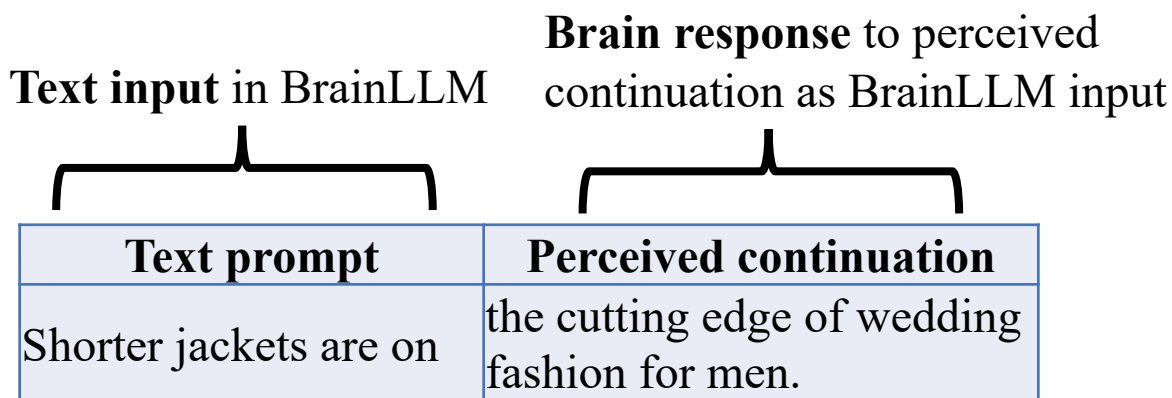 Text input in BrainLLM
Brain response to perceived
continuation as BrainLLM input
Text prompt
Perceived continuation
Shorter jackets are on
the cutting edge of wedding
fashion for men.